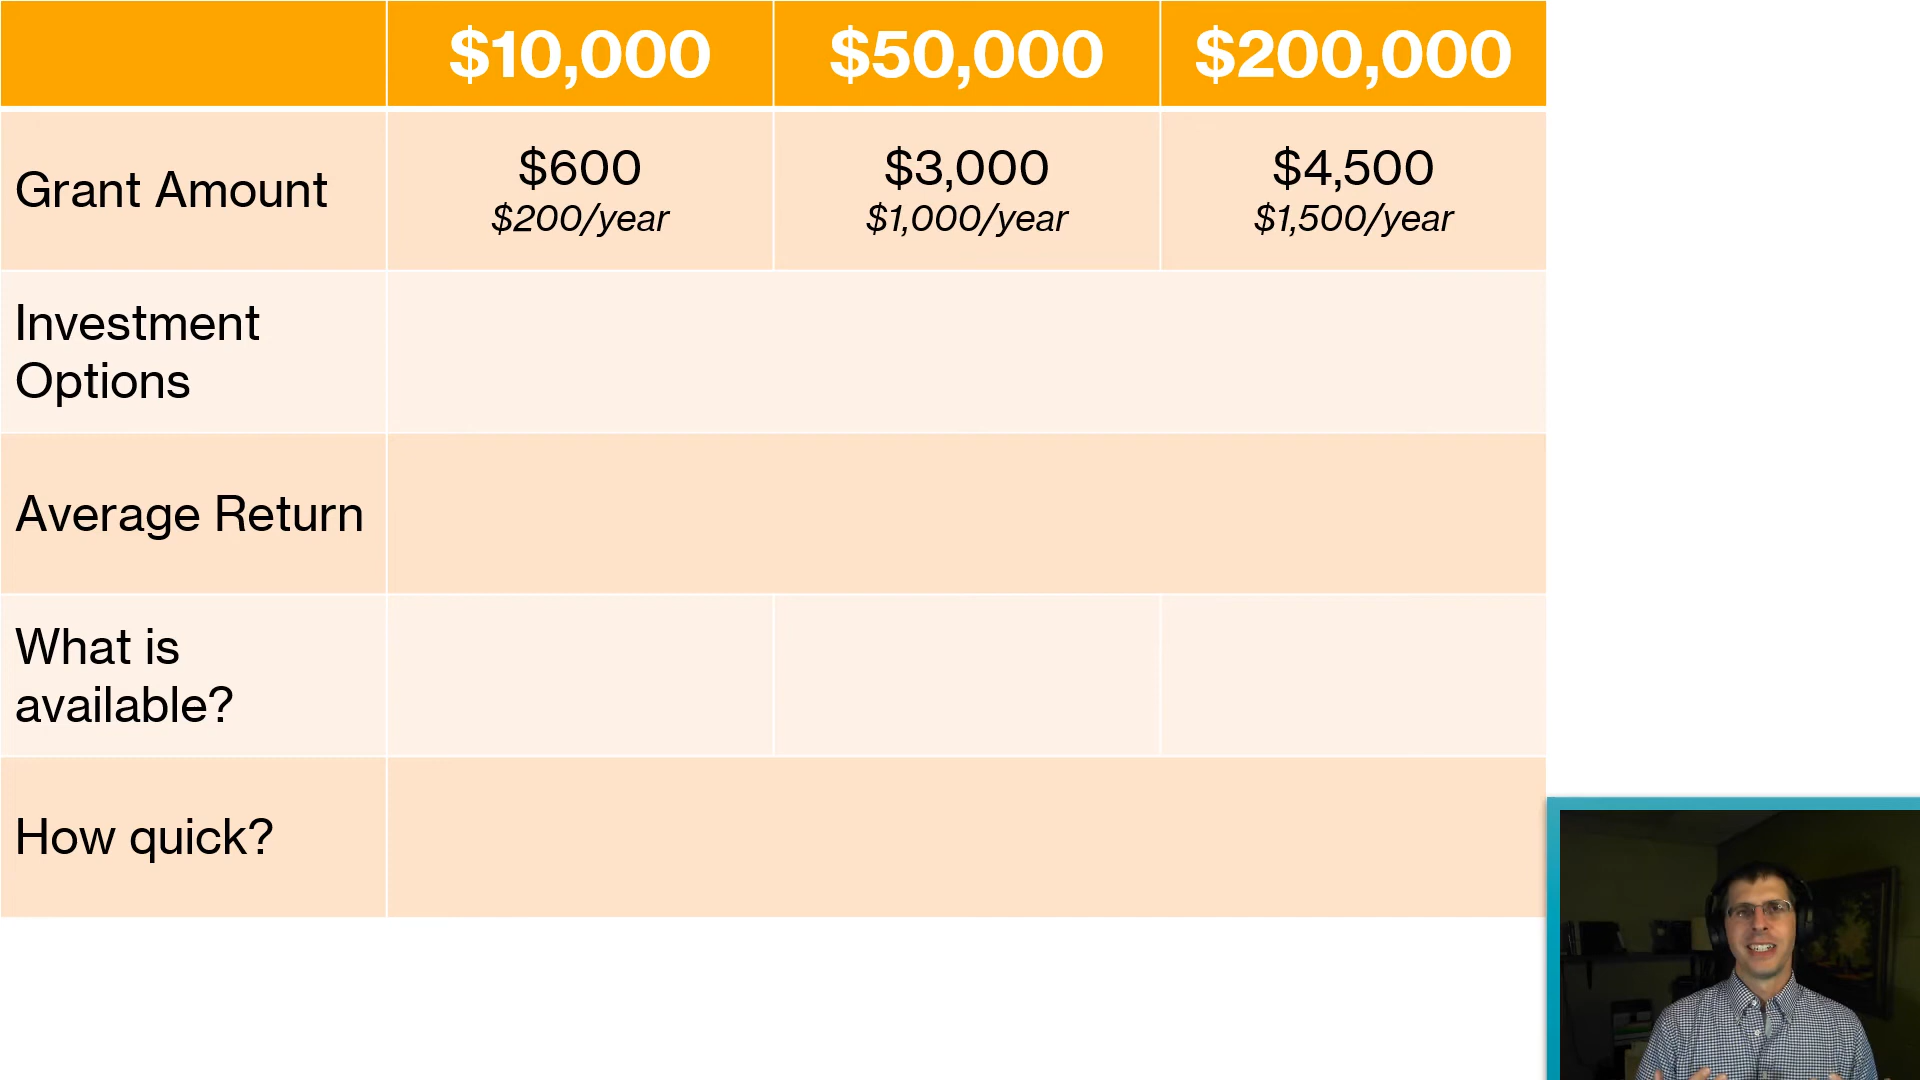 $10,000 $50,000 $200,000
Grant Amount
$600 $3,000 $4,500
$200/year $1,000/year $1,500/year
Investment
Options
Average Return
What is
available?
How quick?